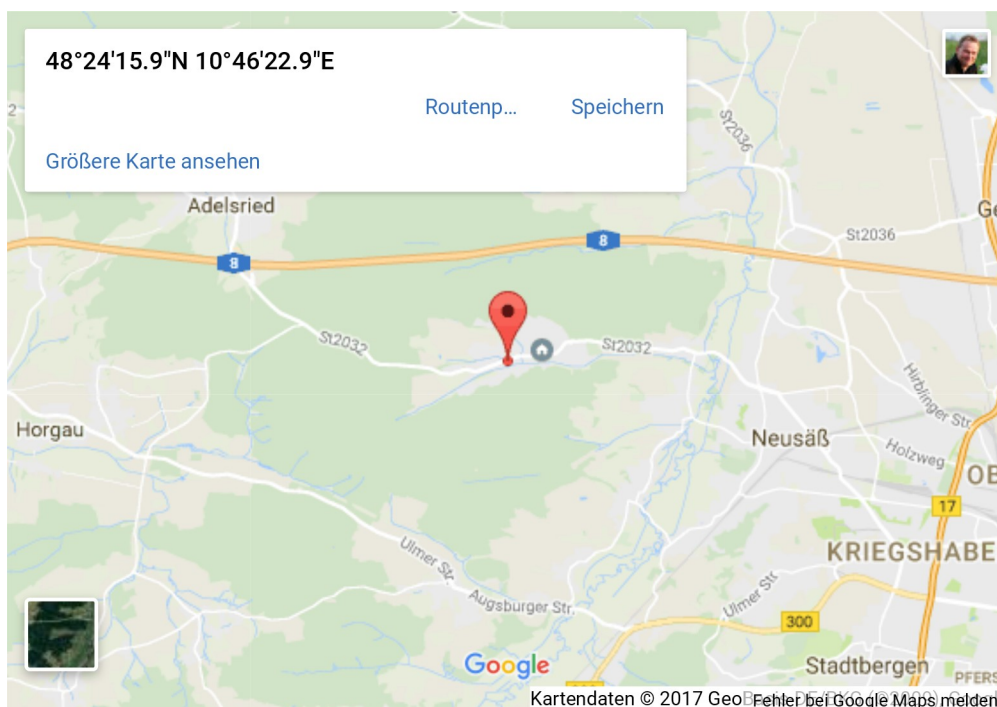 48°24'15.9"N 10°46'22.9"E
Routenp...
Speichern
Größere Karte ansehen
2
St2036
Adelsried
Ge
8
St2036
8
St2032
St2032
Hirblinger Str.
Horgau
Neusäß
Holzweg
OB
17
KRIEGSHABE
Ulmer Str.
Augsburger Str.
Ulmer Str
300
Stadtbergen
Google
PFERS
Kartendaten © 2017 Geo
Fehler bei Google Maps melden